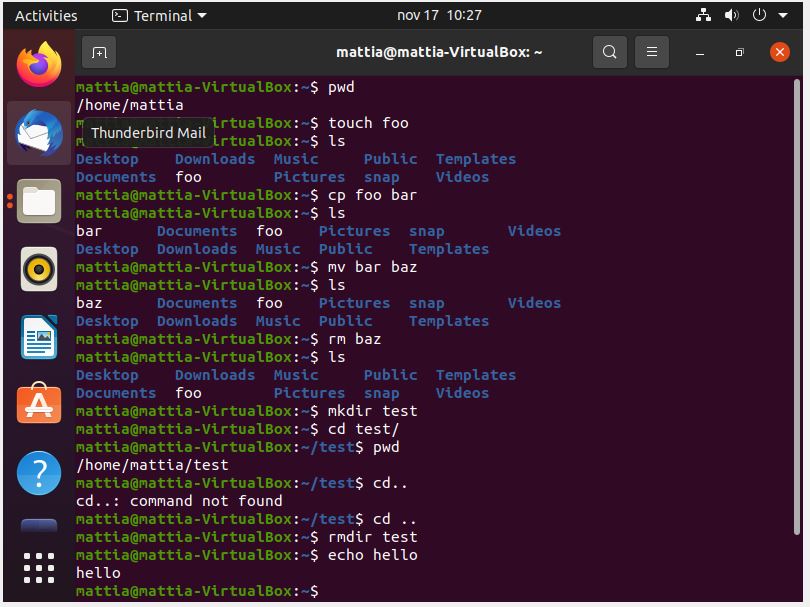 Activities Terminal nov 17 10:27
mattia@mattia-VirtualBox: ~
mattia@mattia-VirtualBox:~$ pwd
/home/mattia
irtualBox:~$ touch foo
Thunderbird Mail
irtualBox:~$ ls
Desktop Downloads Music Public Templates
Documents foo Pictures snap Videos
mattia@mattia-VirtualBox:~$ cp foo bar
mattia@mattia-VirtualBox:~$ ls
bar Documents foo Pictures snap Videos
Desktop Downloads Music Public Templates
mattia@mattia-VirtualBox:~$ mv bar baz
mattia@mattia-VirtualBox:~$ ls
baz Documents foo Pictures snap Videos
Desktop Downloads Music Public Templates
mattia@mattia-VirtualBox:~$ rm baz
mattia@mattia-VirtualBox:~$ ls
Desktop Downloads Music Public Templates
Documents foo Pictures snap Videos
mattia@mattia-VirtualBox:~$ mkdir test
mattia@mattia-VirtualBox:~$ cd test/
mattia@mattia-VirtualBox:~/test$ pwd
/home/mattia/test
mattia@mattia-VirtualBox:~/test$ cd..
cd..: command not found
mattia@mattia-VirtualBox:~/test$ cd ..
mattia@mattia-VirtualBox:~$ rmdir test
mattia@mattia-VirtualBox:~$ echo hello
hello
mattia@mattia-VirtualBox:~$